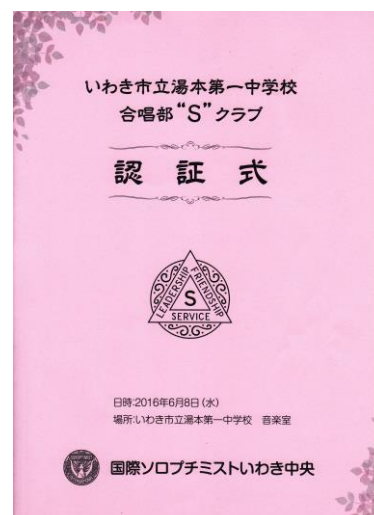 いわき市立湯本第一中学校
合唱部“S”クラブ
認証式
LEADERSHIP
FRIENDSHIP
S
SERVICE
日時:2016年6月8日(水)
場所:いわき市立湯本第一中学校 音楽室
国際ソロプチミストいわき中央